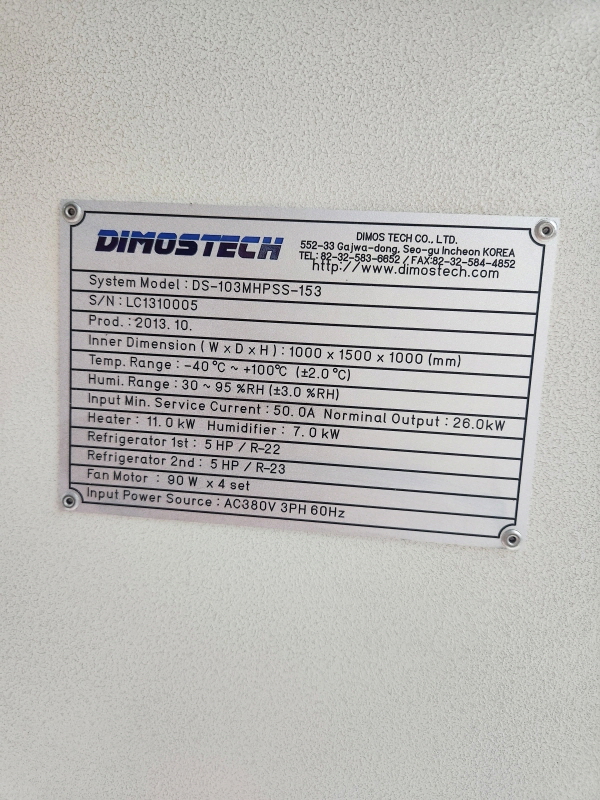 DIMOSTECH
DIMOS TECH CO., LTD.
552-33 Gajwa-dong, Seo-gu Incheon KOREA
TEL:82-32-583-6652 / FAX:82-32-584-4852
http://www.dimostech.com
System Model : DS-103MHPSS-153
S/N : LC1310005
Prod. : 2013. 10.
Inner Dimension ( W x D x H ) : 1000 x 1500 x 1000 (mm)
Temp. Range : -40℃ ~ +100℃ (±2.0℃)
Humi. Range : 30 ~ 95 %RH (±3.0 %RH)
Input Min. Service Current : 50.0A Norminal Output : 26.0kW
Heater : 11.0 kW Humidifier : 7.0 kW
Refrigerator 1st : 5 HP / R-22
Refrigerator 2nd : 5 HP / R-23
Fan Motor : 90 W x 4 set
Input Power Source : AC380V 3PH 60Hz